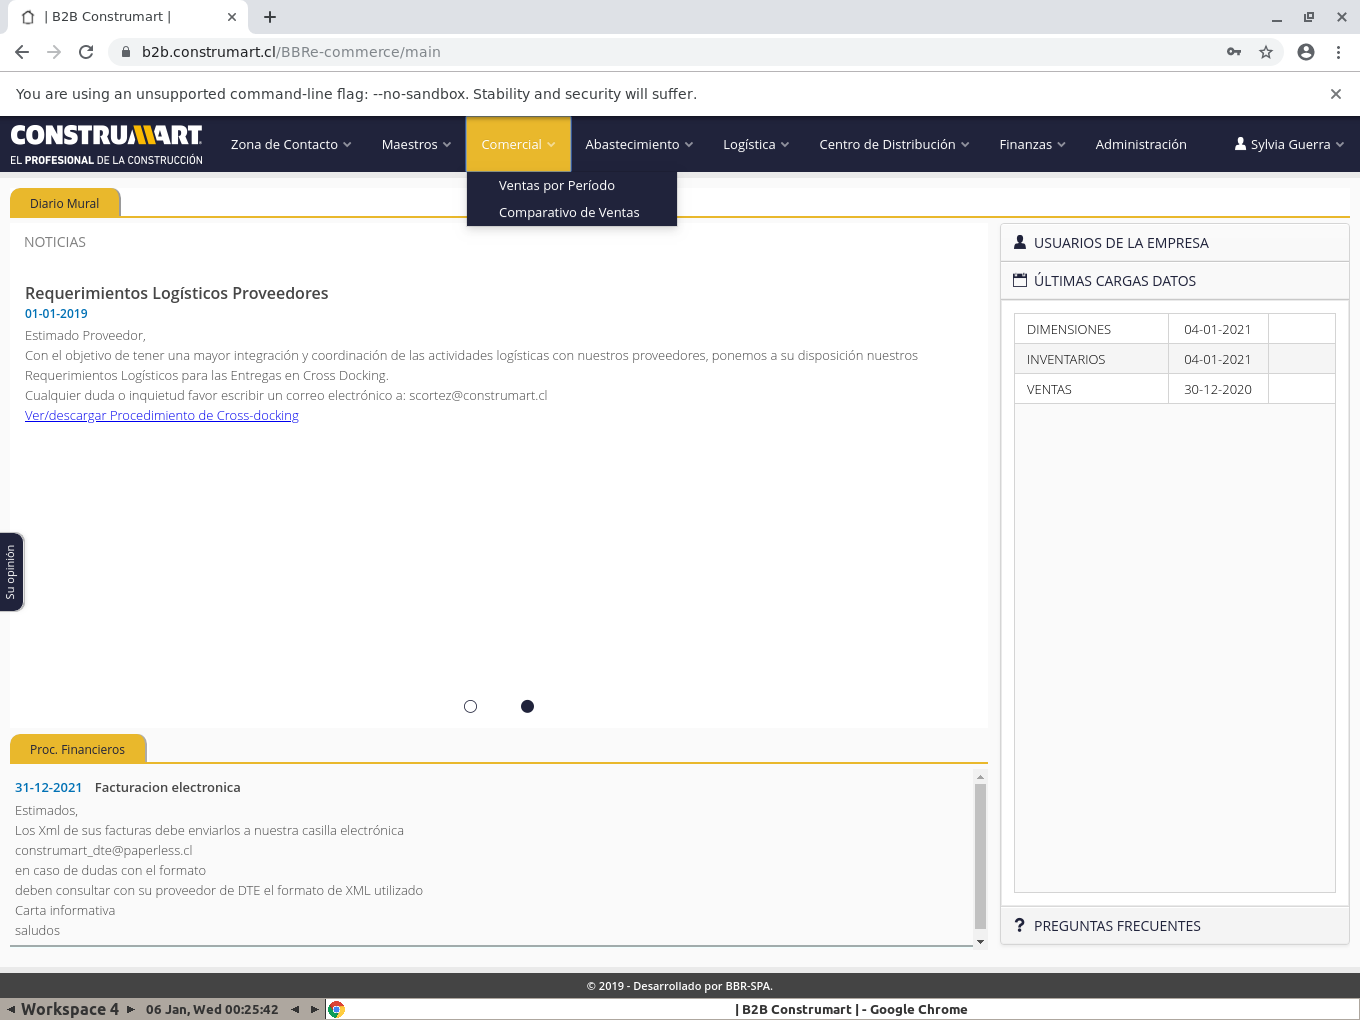 | B2B Construmart |
b2b.construmart.cl/BBRe-commerce/main
You are using an unsupported command-line flag: --no-sandbox. Stability and security will suffer.
CONSTRUMART
EL PROFESIONAL DE LA CONSTRUCCIÓN
Zona de Contacto Maestros Comercial Abastecimiento Logística Centro de Distribución Finanzas Administración Sylvia Guerra
Ventas por Período
Comparativo de Ventas
Diario Mural
NOTICIAS
Requerimientos Logísticos Proveedores
01-01-2019
Estimado Proveedor,
Con el objetivo de tener una mayor integración y coordinación de las actividades logísticas con nuestros proveedores, ponemos a su disposición nuestros
Requerimientos Logísticos para las Entregas en Cross Docking.
Cualquier duda o inquietud favor escribir un correo electrónico a: scortez@construmart.cl
Ver/descargar Procedimiento de Cross-docking
USUARIOS DE LA EMPRESA
ÚLTIMAS CARGAS DATOS
DIMENSIONES 04-01-2021
INVENTARIOS 04-01-2021
VENTAS 30-12-2020
PREGUNTAS FRECUENTES
Su opinión
Proc. Financieros
31-12-2021 Facturacion electronica
Estimados,
Los Xml de sus facturas debe enviarlos a nuestra casilla electrónica
construmart_dte@paperless.cl
en caso de dudas con el formato
deben consultar con su proveedor de DTE el formato de XML utilizado
Carta informativa
saludos
© 2019 - Desarrollado por BBR-SPA.
Workspace 4 06 Jan, Wed 00:25:42 | B2B Construmart | - Google Chrome